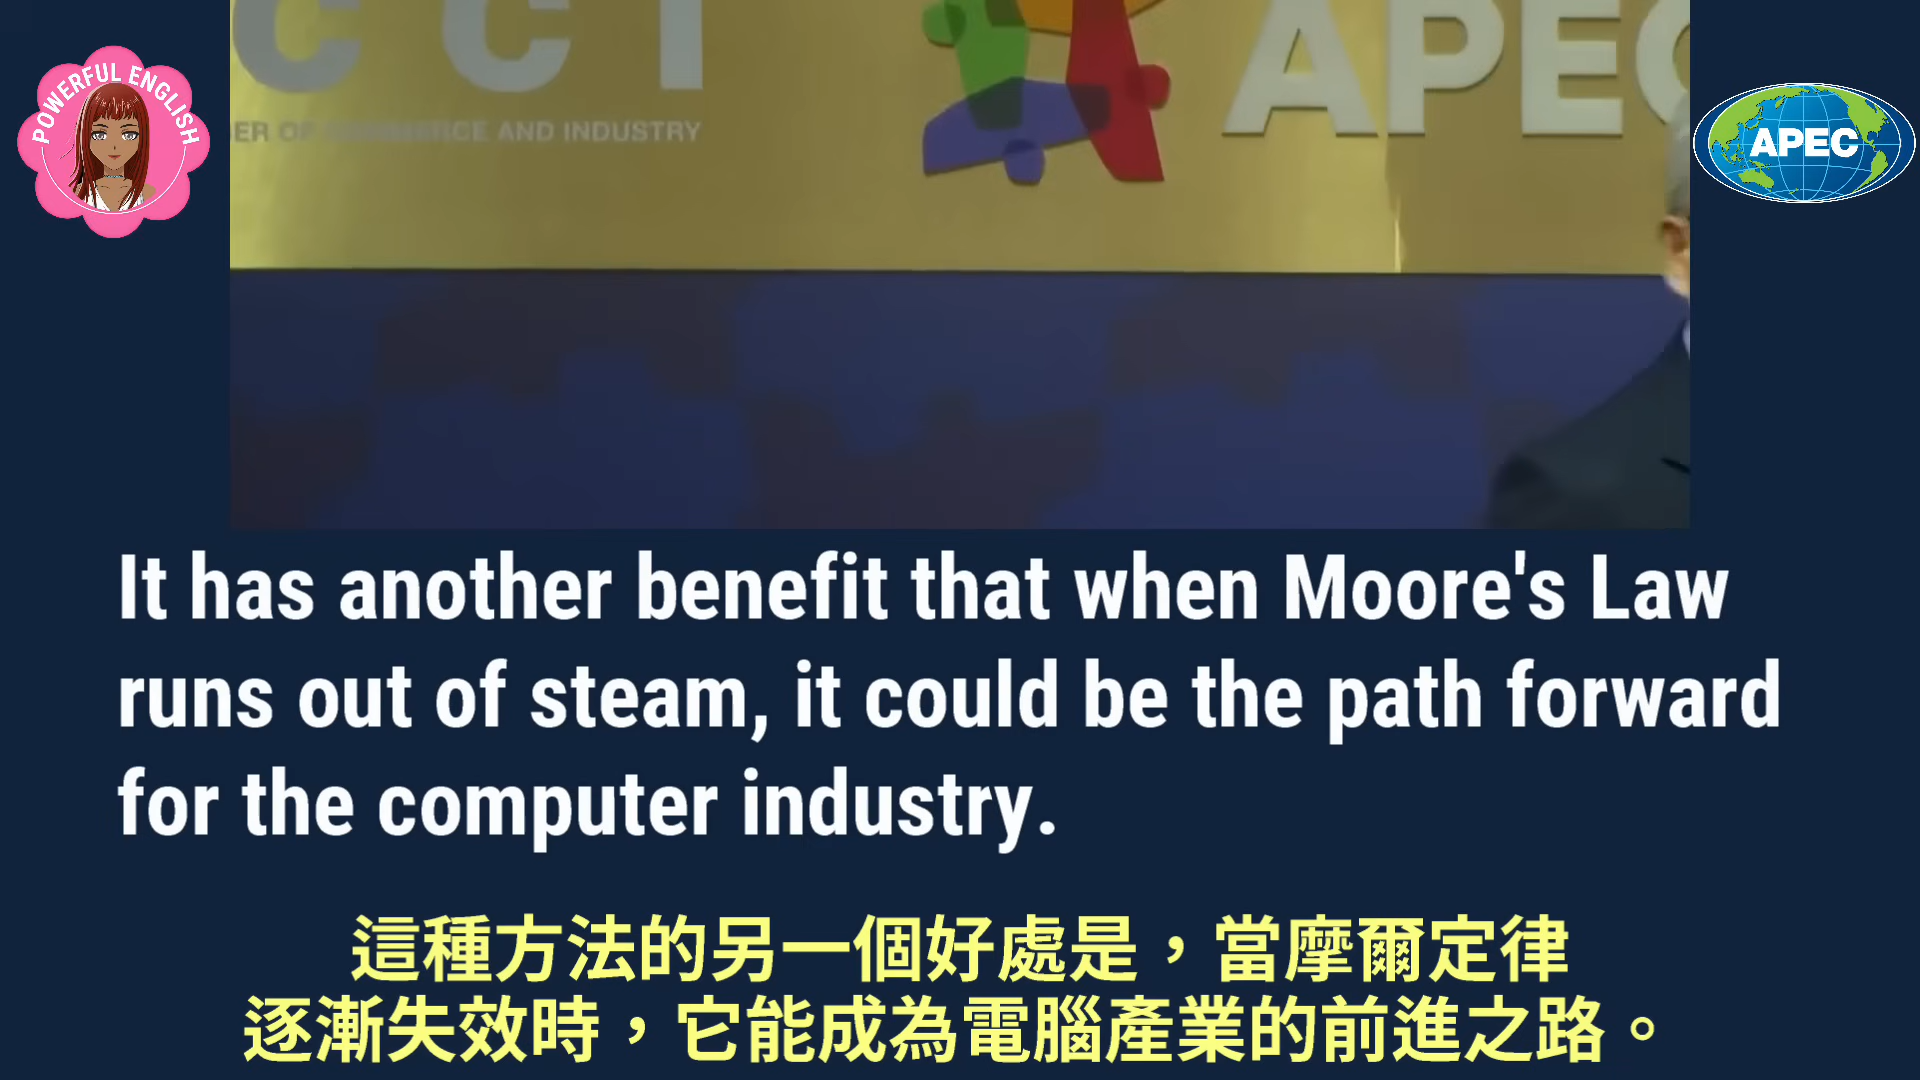 CCI
APEC
ER OF COMMERCE AND INDUSTRY
POWERFUL ENGLISH
APEC
It has another benefit that when Moore's Law
runs out of steam, it could be the path forward
for the computer industry.
這種方法的另一個好處是，當摩爾定律
逐漸失效時，它能成為電腦產業的前進之路。